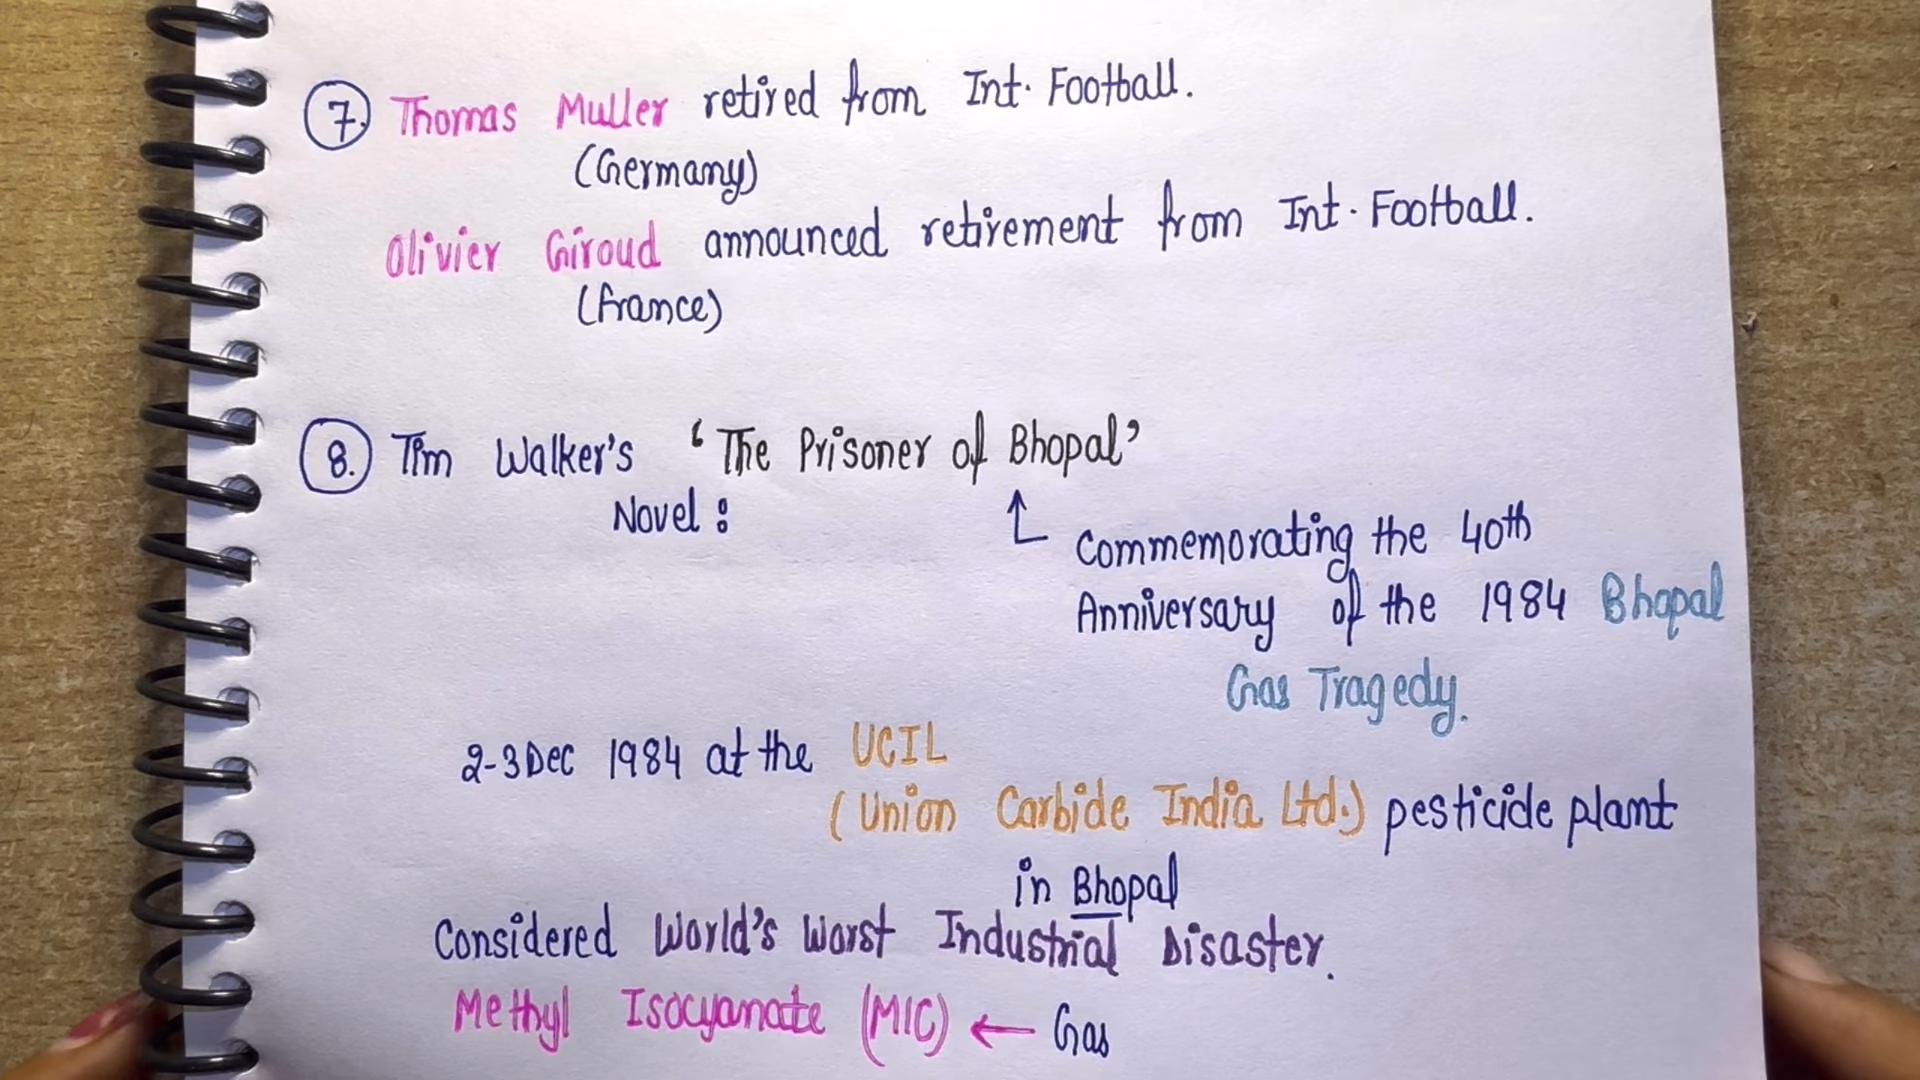 7. Thomas Muller retired from Int. Football.
(Germany)
Olivier Giroud announced retirement from Int. Football.
(France)
8. Tim Walker's 'The Prisoner of Bhopal'
Novel :
Commemorating the 40th
Anniversary of the 1984 Bhopal
Gas Tragedy.
2-3 Dec 1984 at the UCIL
(Union Carbide India Ltd.) pesticide plant
in Bhopal
Considered World's Worst Industrial Disaster.
Methyl Isocyanate (MIC) ← Gas